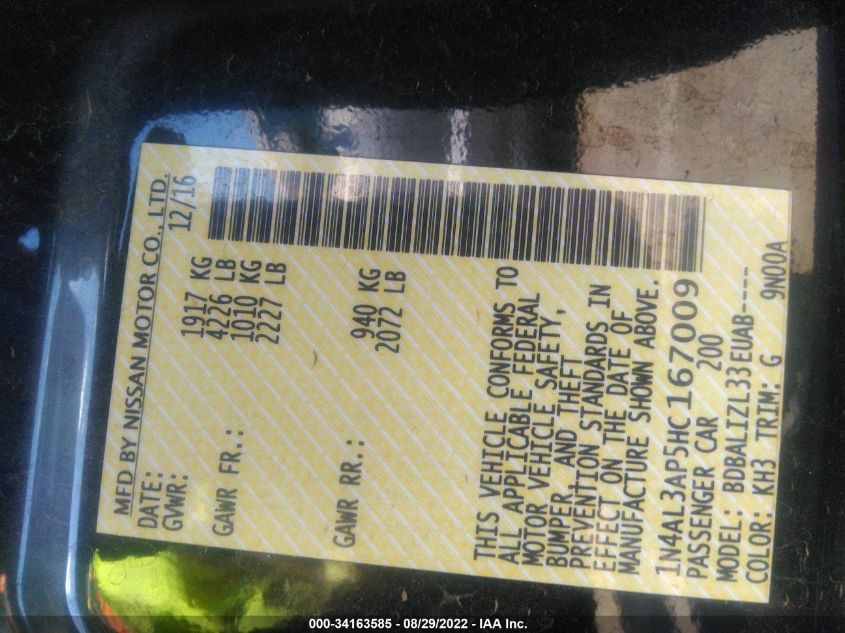 MFD BY NISSAN MOTOR CO., LTD.
DATE: 12/16
GVWR: 1917 KG
4226 LB
GAWR FR.: 1010 KG
2227 LB
GAWR RR.: 940 KG
2072 LB
THIS VEHICLE CONFORMS TO
ALL APPLICABLE FEDERAL
MOTOR VEHICLE SAFETY,
BUMPER, AND THEFT
PREVENTION STANDARDS IN
EFFECT ON THE DATE OF
MANUFACTURE SHOWN ABOVE.
1N4AL3AP5HC167009
PASSENGER CAR 200
MODEL: BDBALIZL33EUAB----
COLOR: KH3 TRIM: G 9N00A
000-34163585 - 08/29/2022 - IAA Inc.